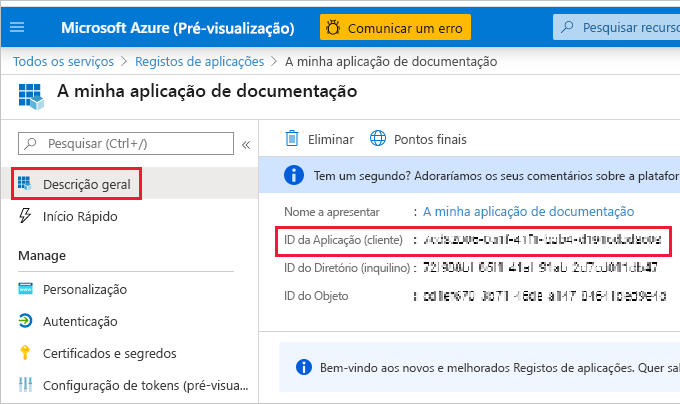 Microsoft Azure (Pré-visualização)
Comunicar um erro
Pesquisar recurso
Todos os serviços > Registos de aplicações > A minha aplicação de documentação
A minha aplicação de documentação
Pesquisar (Ctrl+/)
«
Eliminar
Pontos finais
Descrição geral
Tem um segundo? Adoraríamos os seus comentários sobre a platafor
Início Rápido
Nome a apresentar : A minha aplicação de documentação
ID da Aplicação (cliente) :
ID do Diretório (inquilino) :
ID do Objeto :
Manage
Personalização
Autenticação
Certificados e segredos
Configuração de tokens (pré-visua...
Bem-vindo aos novos e melhorados Registos de aplicações. Quer sal